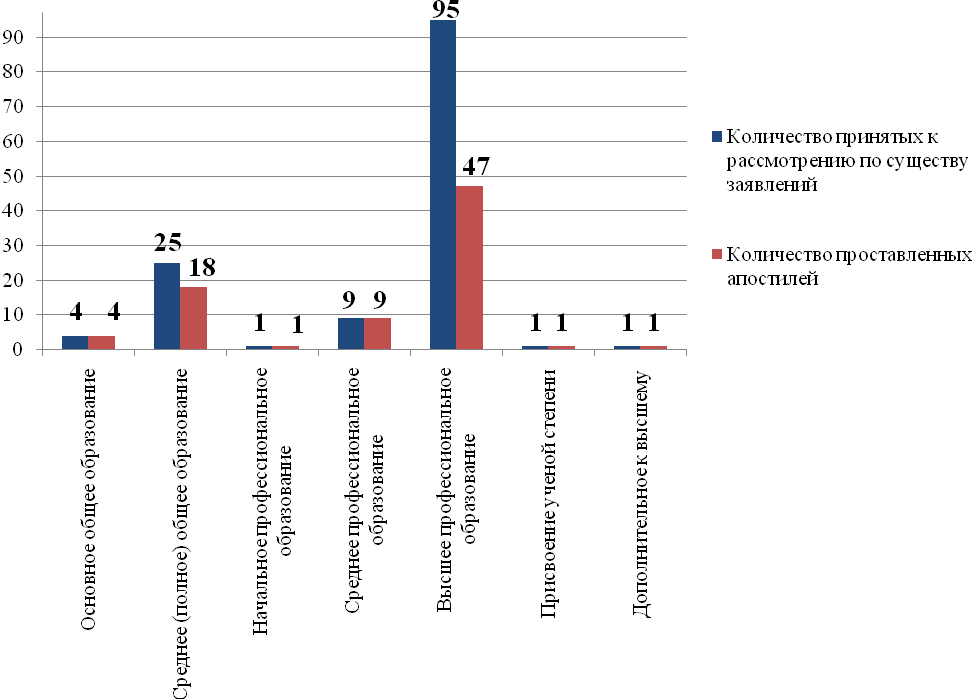 95
90
80
70
60
50
40
30
20
10
0
47
25
18
4 4
1 1
9 9
1 1
1 1
Количество принятых к
рассмотрению по существу
заявлений
Количество проставленных
апостилей
Основное общее образование
Среднее (полное) общее образование
Начальное профессиональное
образование
Среднее профессиональное
образование
Высшее профессиональное
образование
Присвоение ученой степени
Дополнительное к высшему